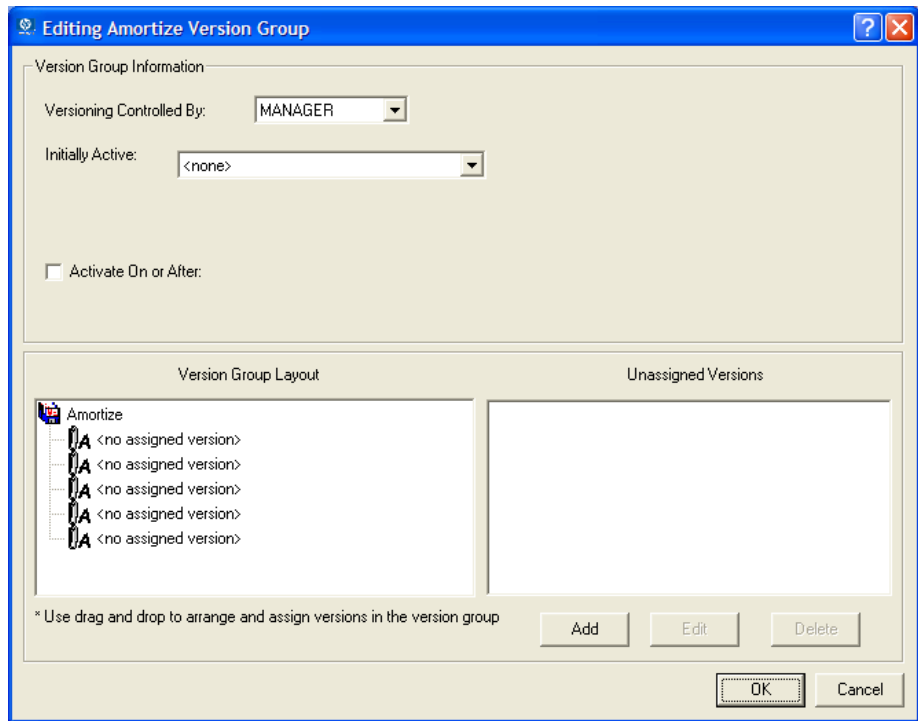 Editing Amortize Version Group
Version Group Information
Versioning Controlled By: MANAGER
Initially Active: <none>
Activate On or After:
Version Group Layout
Unassigned Versions
Amortize
<no assigned version>
<no assigned version>
<no assigned version>
<no assigned version>
<no assigned version>
* Use drag and drop to arrange and assign versions in the version group
Add Edit Delete
OK Cancel